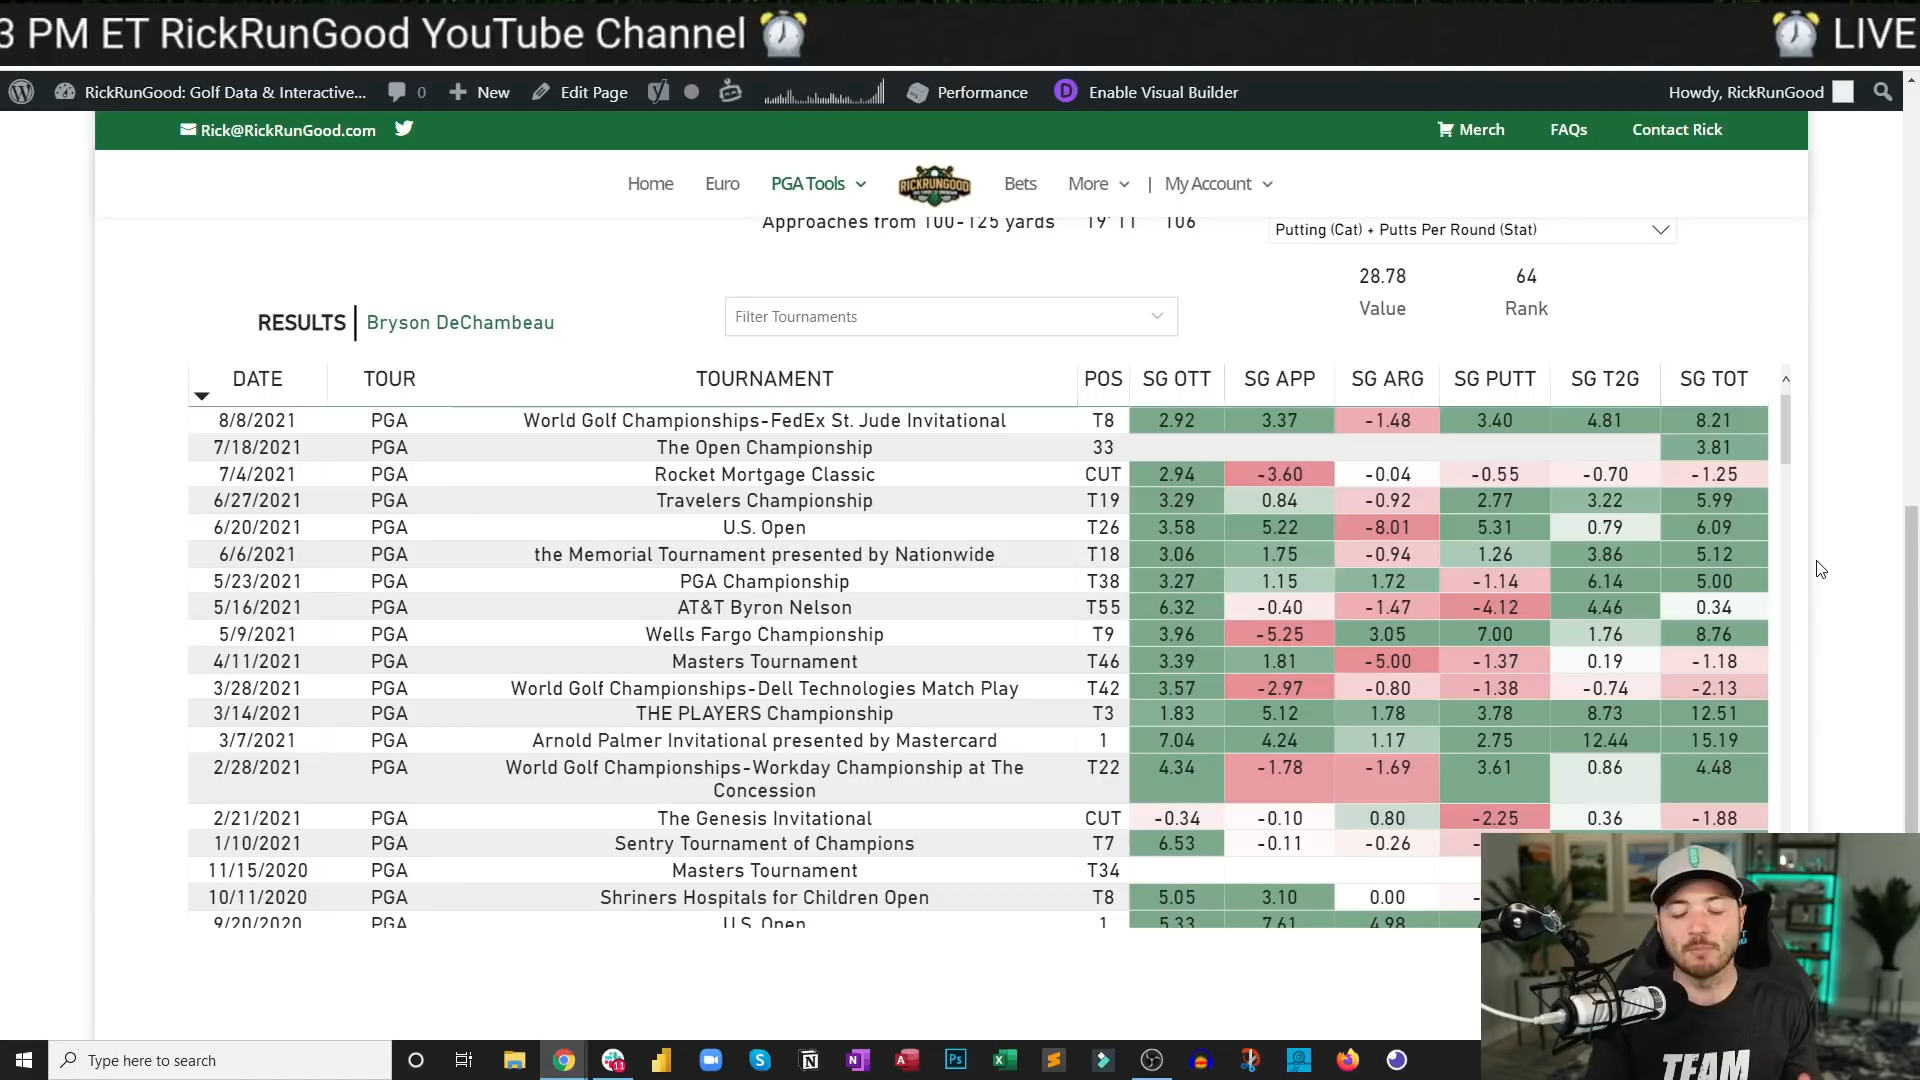 3 PM ET RickRunGood YouTube Channel ⏰ ⏰ LIVE
RickRunGood: Golf Data & Interactive... 0 New Edit Page Performance D Enable Visual Builder Howdy, RickRunGood
Rick@RickRunGood.com Merch FAQs Contact Rick
Home Euro PGA Tools RICKRUNGOOD Bets More | My Account
Approaches from 100-125 yards 19' 11 106 Putting (Cat) + Putts Per Round (Stat)
28.78 64
Value Rank
RESULTS Bryson DeChambeau Filter Tournaments
DATE TOUR TOURNAMENT POS SG OTT SG APP SG ARG SG PUTT SG T2G SG TOT
8/8/2021 PGA World Golf Championships-FedEx St. Jude Invitational T8 2.92 3.37 -1.48 3.40 4.81 8.21
7/18/2021 PGA The Open Championship 33 3.81
7/4/2021 PGA Rocket Mortgage Classic CUT 2.94 -3.60 -0.04 -0.55 -0.70 -1.25
6/27/2021 PGA Travelers Championship T19 3.29 0.84 -0.92 2.77 3.22 5.99
6/20/2021 PGA U.S. Open T26 3.58 5.22 -8.01 5.31 0.79 6.09
6/6/2021 PGA the Memorial Tournament presented by Nationwide T18 3.06 1.75 -0.94 1.26 3.86 5.12
5/23/2021 PGA PGA Championship T38 3.27 1.15 1.72 -1.14 6.14 5.00
5/16/2021 PGA AT&T Byron Nelson T55 6.32 -0.40 -1.47 -4.12 4.46 0.34
5/9/2021 PGA Wells Fargo Championship T9 3.96 -5.25 3.05 7.00 1.76 8.76
4/11/2021 PGA Masters Tournament T46 3.39 1.81 -5.00 -1.37 0.19 -1.18
3/28/2021 PGA World Golf Championships-Dell Technologies Match Play T42 3.57 -2.97 -0.80 -1.38 -0.74 -2.13
3/14/2021 PGA THE PLAYERS Championship T3 1.83 5.12 1.78 3.78 8.73 12.51
3/7/2021 PGA Arnold Palmer Invitational presented by Mastercard 1 7.04 4.24 1.17 2.75 12.44 15.19
2/28/2021 PGA World Golf Championships-Workday Championship at The T22 4.34 -1.78 -1.69 3.61 0.86 4.48
Concession
2/21/2021 PGA The Genesis Invitational CUT -0.34 -0.10 0.80 -2.25 0.36 -1.88
1/10/2021 PGA Sentry Tournament of Champions T7 6.53 -0.11 -0.26 -
11/15/2020 PGA Masters Tournament T34
10/11/2020 PGA Shriners Hospitals for Children Open T8 5.05 3.10 0.00 -
9/20/2020 PGA U.S. Open 1 5.33 7.61 4.98
TEAM
Type here to search 11 Ps